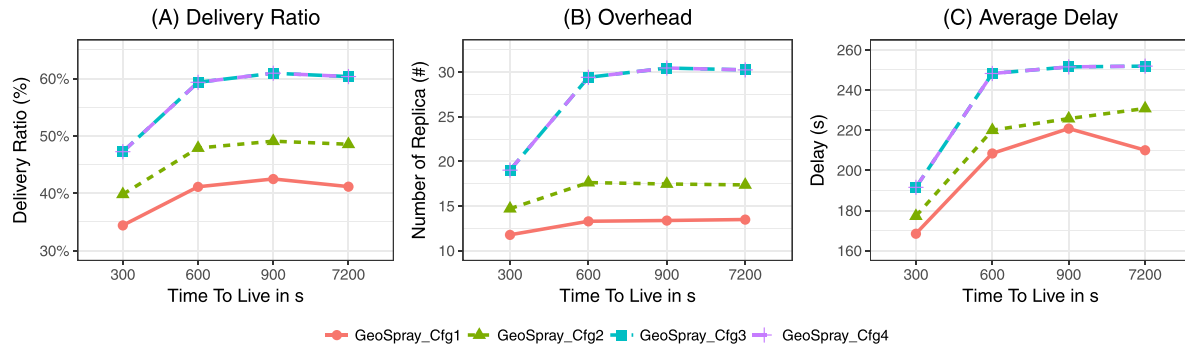 (A) Delivery Ratio
Delivery Ratio (%)
60%
50%
40%
30%
300 600 900 7200
Time To Live in s
(B) Overhead
Number of Replica (#)
30
25
20
15
10
300 600 900 7200
Time To Live in s
(C) Average Delay
Delay (s)
260
240
220
200
180
160
300 600 900 7200
Time To Live in s
GeoSpray_Cfg1 GeoSpray_Cfg2 GeoSpray_Cfg3 GeoSpray_Cfg4